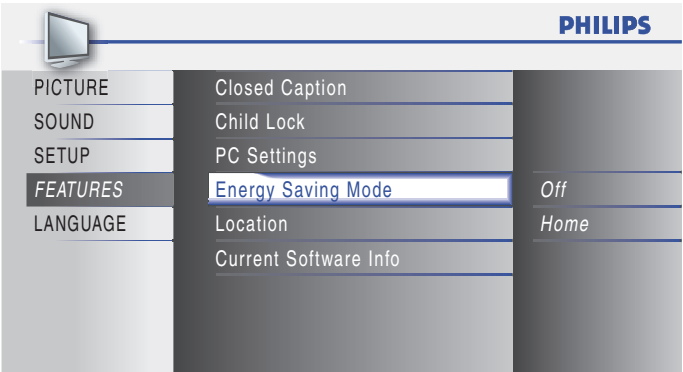 PHILIPS
PICTURE
SOUND
SETUP
FEATURES
LANGUAGE
Closed Caption
Child Lock
PC Settings
Energy Saving Mode
Location
Current Software Info
Off
Home